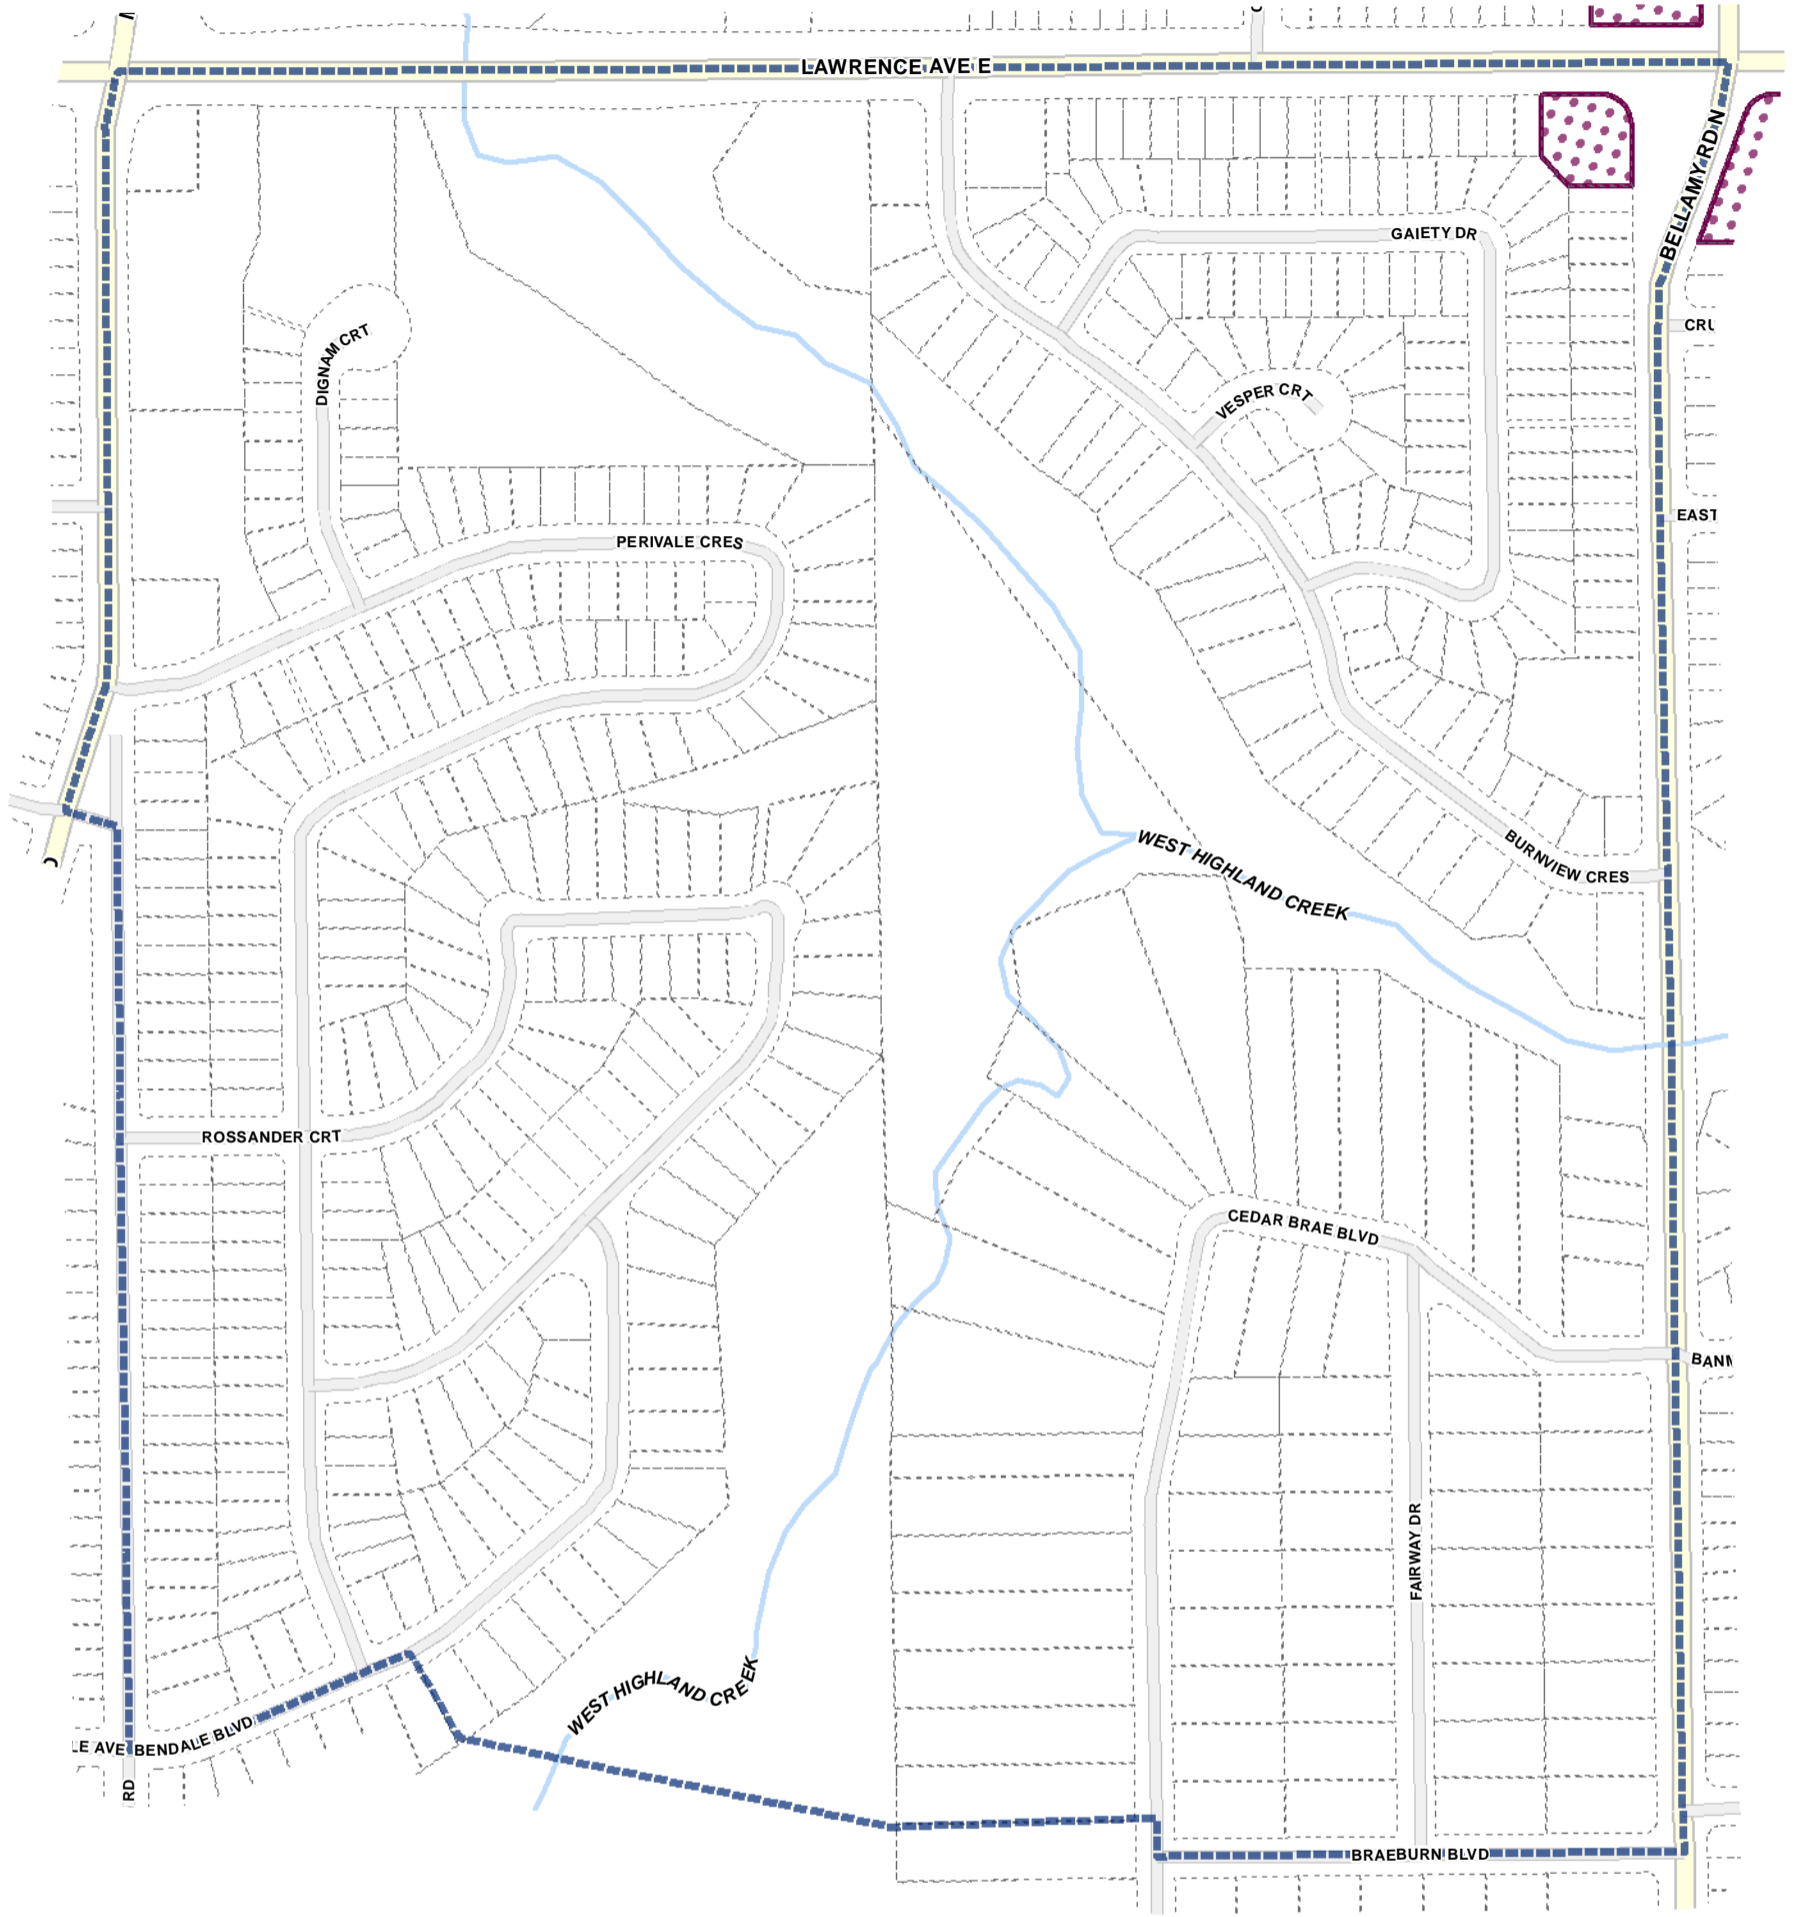 LAWRENCE AVE E
BELLAMY RD N
GAIETY DR
CRU
DIGNAM CRT
VESPER CRT
EAST
PERIVALE CRES
WEST HIGHLAND CREEK
BURNVIEW CRES
ROSSANDER CRT
CEDAR BRAE BLVD
BANN
FAIRWAY DR
WEST HIGHLAND CREEK
LE AVE
BENDALE BLVD
RD
BRAEBURN BLVD